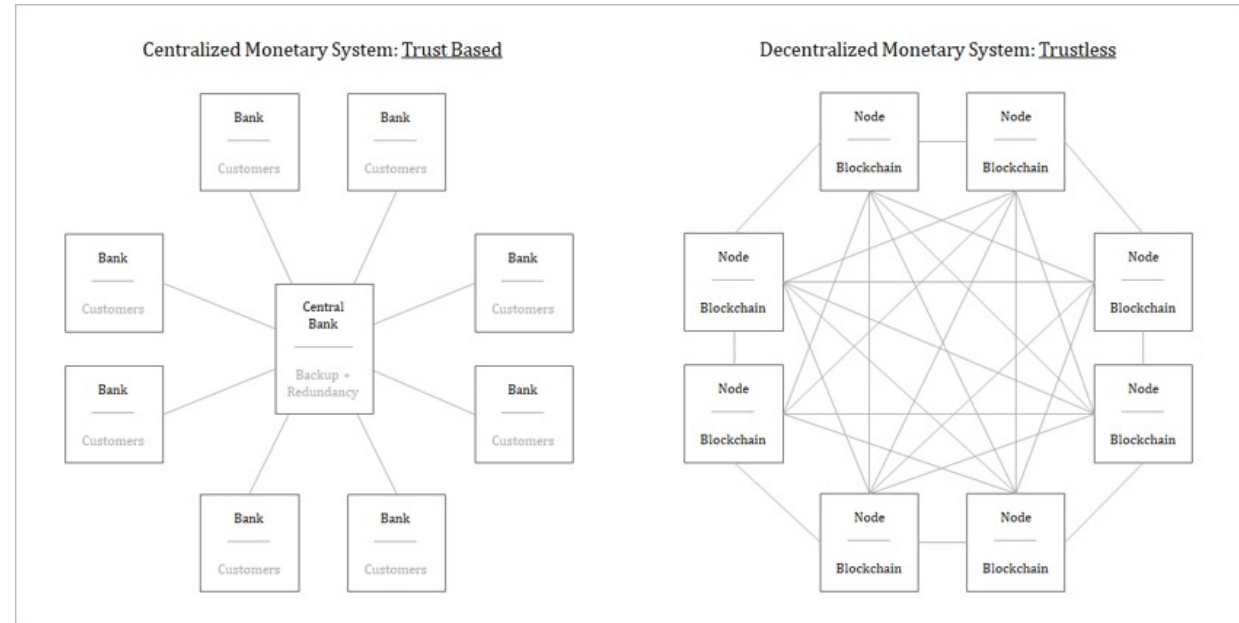 Centralized Monetary System: Trust Based
Bank
Customers
Bank
Customers
Bank
Customers
Bank
Customers
Central
Bank
Backup +
Redundancy
Bank
Customers
Bank
Customers
Bank
Customers
Bank
Customers
Decentralized Monetary System: Trustless
Node
Blockchain
Node
Blockchain
Node
Blockchain
Node
Blockchain
Node
Blockchain
Node
Blockchain
Node
Blockchain
Node
Blockchain